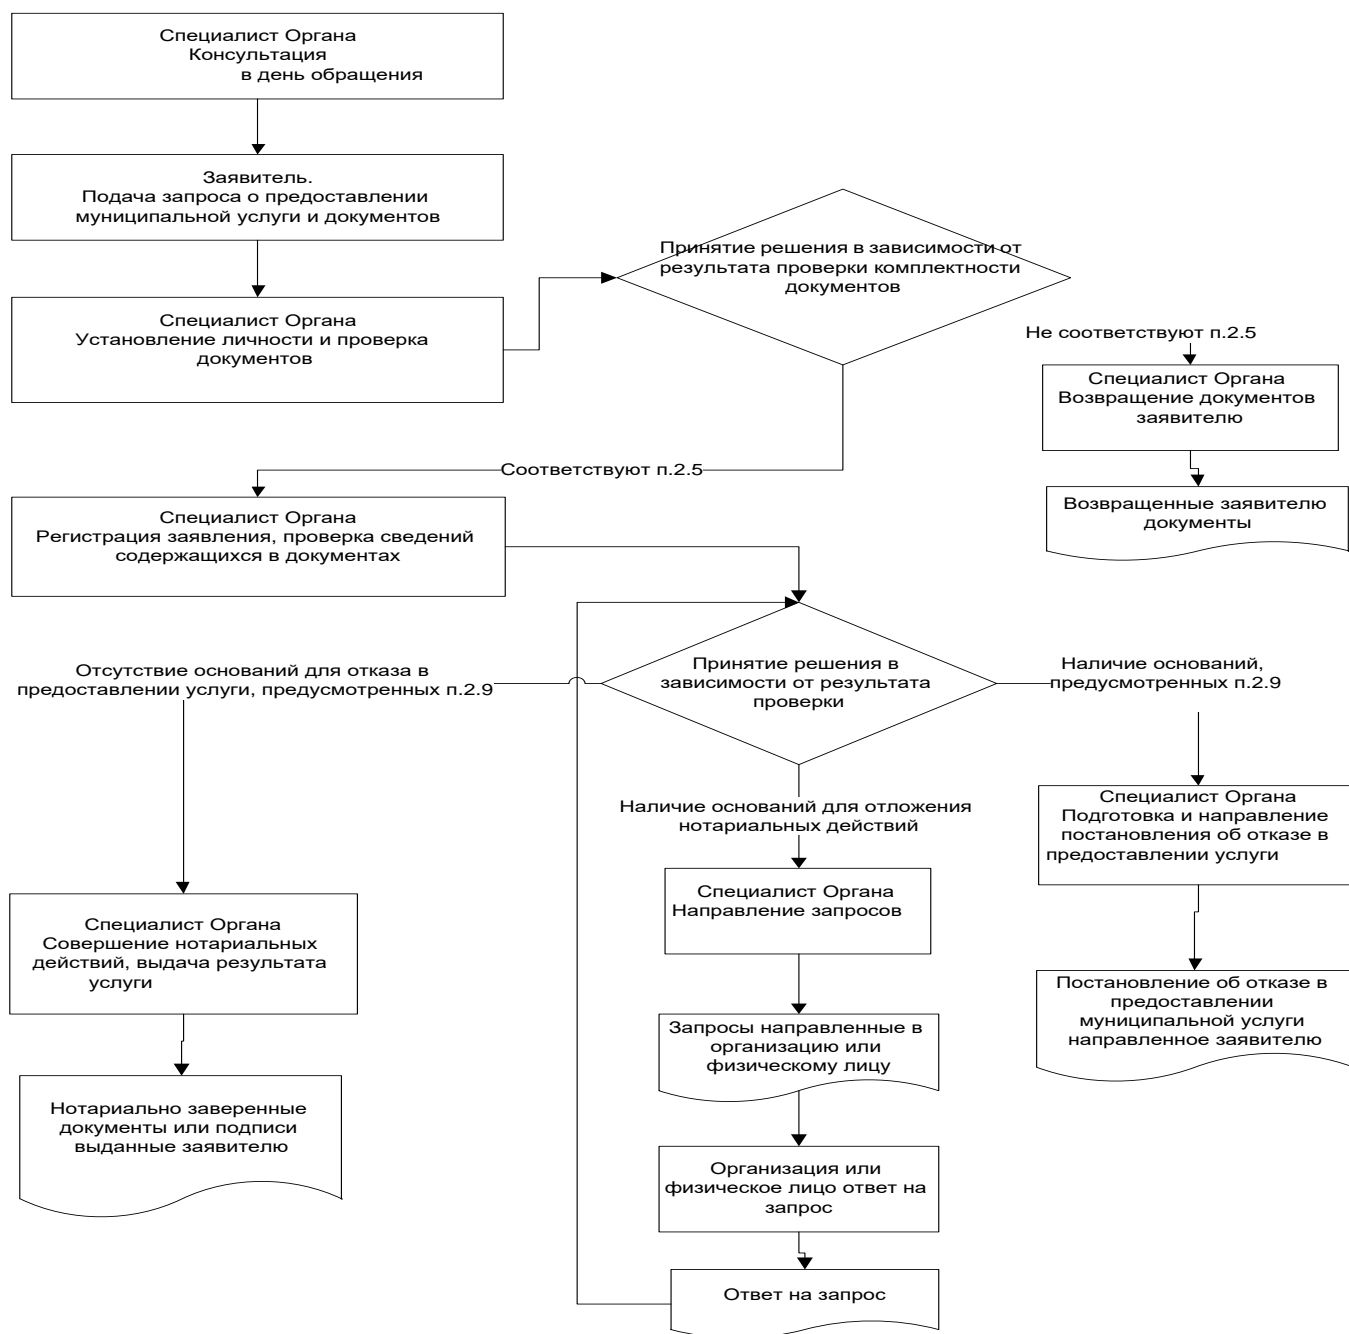 Специалист Органа
Консультация
в день обращения
Заявитель.
Подача запроса о предоставлении
муниципальной услуги и документов
Специалист Органа
Установление личности и проверка
документов
Принятие решения в зависимости от
результата проверки комплектности
документов
Не соответствуют п.2.5
Специалист Органа
Возвращение документов
заявителю
Возвращенные заявителю
документы
Соответствуют п.2.5
Специалист Органа
Регистрация заявления, проверка сведений
содержащихся в документах
Принятие решения в
зависимости от результата
проверки
Отсутствие оснований для отказа в
предоставлении услуги, предусмотренных п.2.9
Наличие оснований,
предусмотренных п.2.9
Наличие оснований для отложения
нотариальных действий
Специалист Органа
Подготовка и направление
постановления об отказе в
предоставлении услуги
Специалист Органа
Направление запросов
Специалист Органа
Совершение нотариальных
действий, выдача результата
услуги
Постановление об отказе в
предоставлении
муниципальной услуги
направленное заявителю
Запросы направленные в
организацию или
физическому лицу
Нотариально заверенные
документы или подписи
выданные заявителю
Организация или
физическое лицо ответ на
запрос
Ответ на запрос